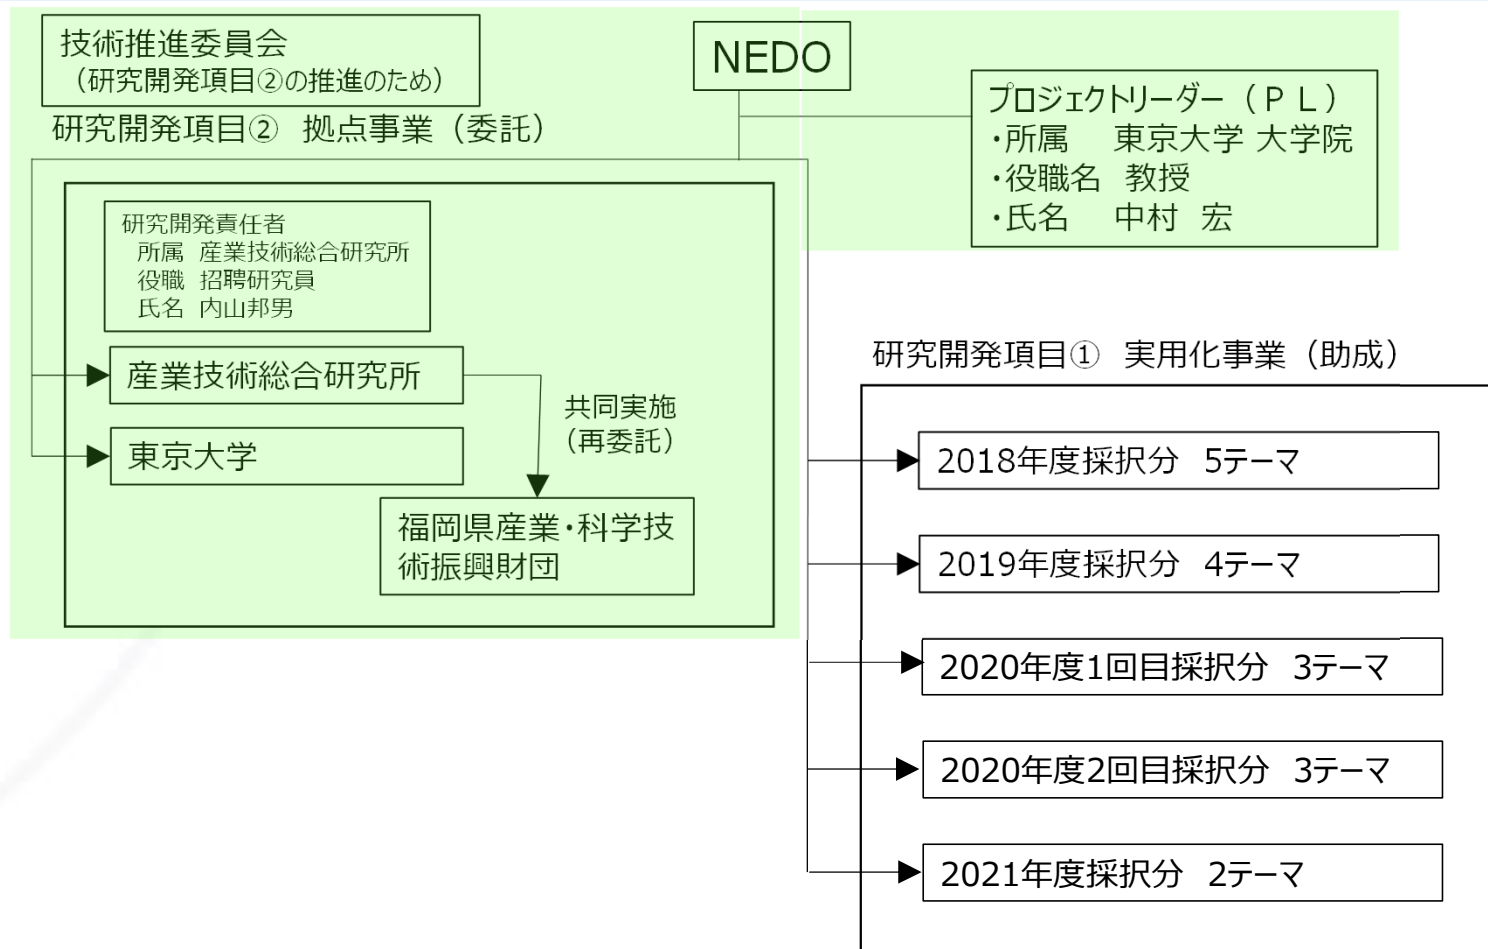 技術推進委員会
（研究開発項目②の推進のため）
NEDO
プロジェクトリーダー（ＰＬ）
・所属　東京大学 大学院
・役職名　教授
・氏名　中村　宏
研究開発項目②　拠点事業（委託）
研究開発責任者
所属　産業技術総合研究所
役職　招聘研究員
氏名　内山邦男
産業技術総合研究所
東京大学
共同実施
（再委託）
福岡県産業・科学技
術振興財団
研究開発項目①　実用化事業（助成）
2018年度採択分　5テーマ
2019年度採択分　4テーマ
2020年度1回目採択分　3テーマ
2020年度2回目採択分　3テーマ
2021年度採択分　2テーマ